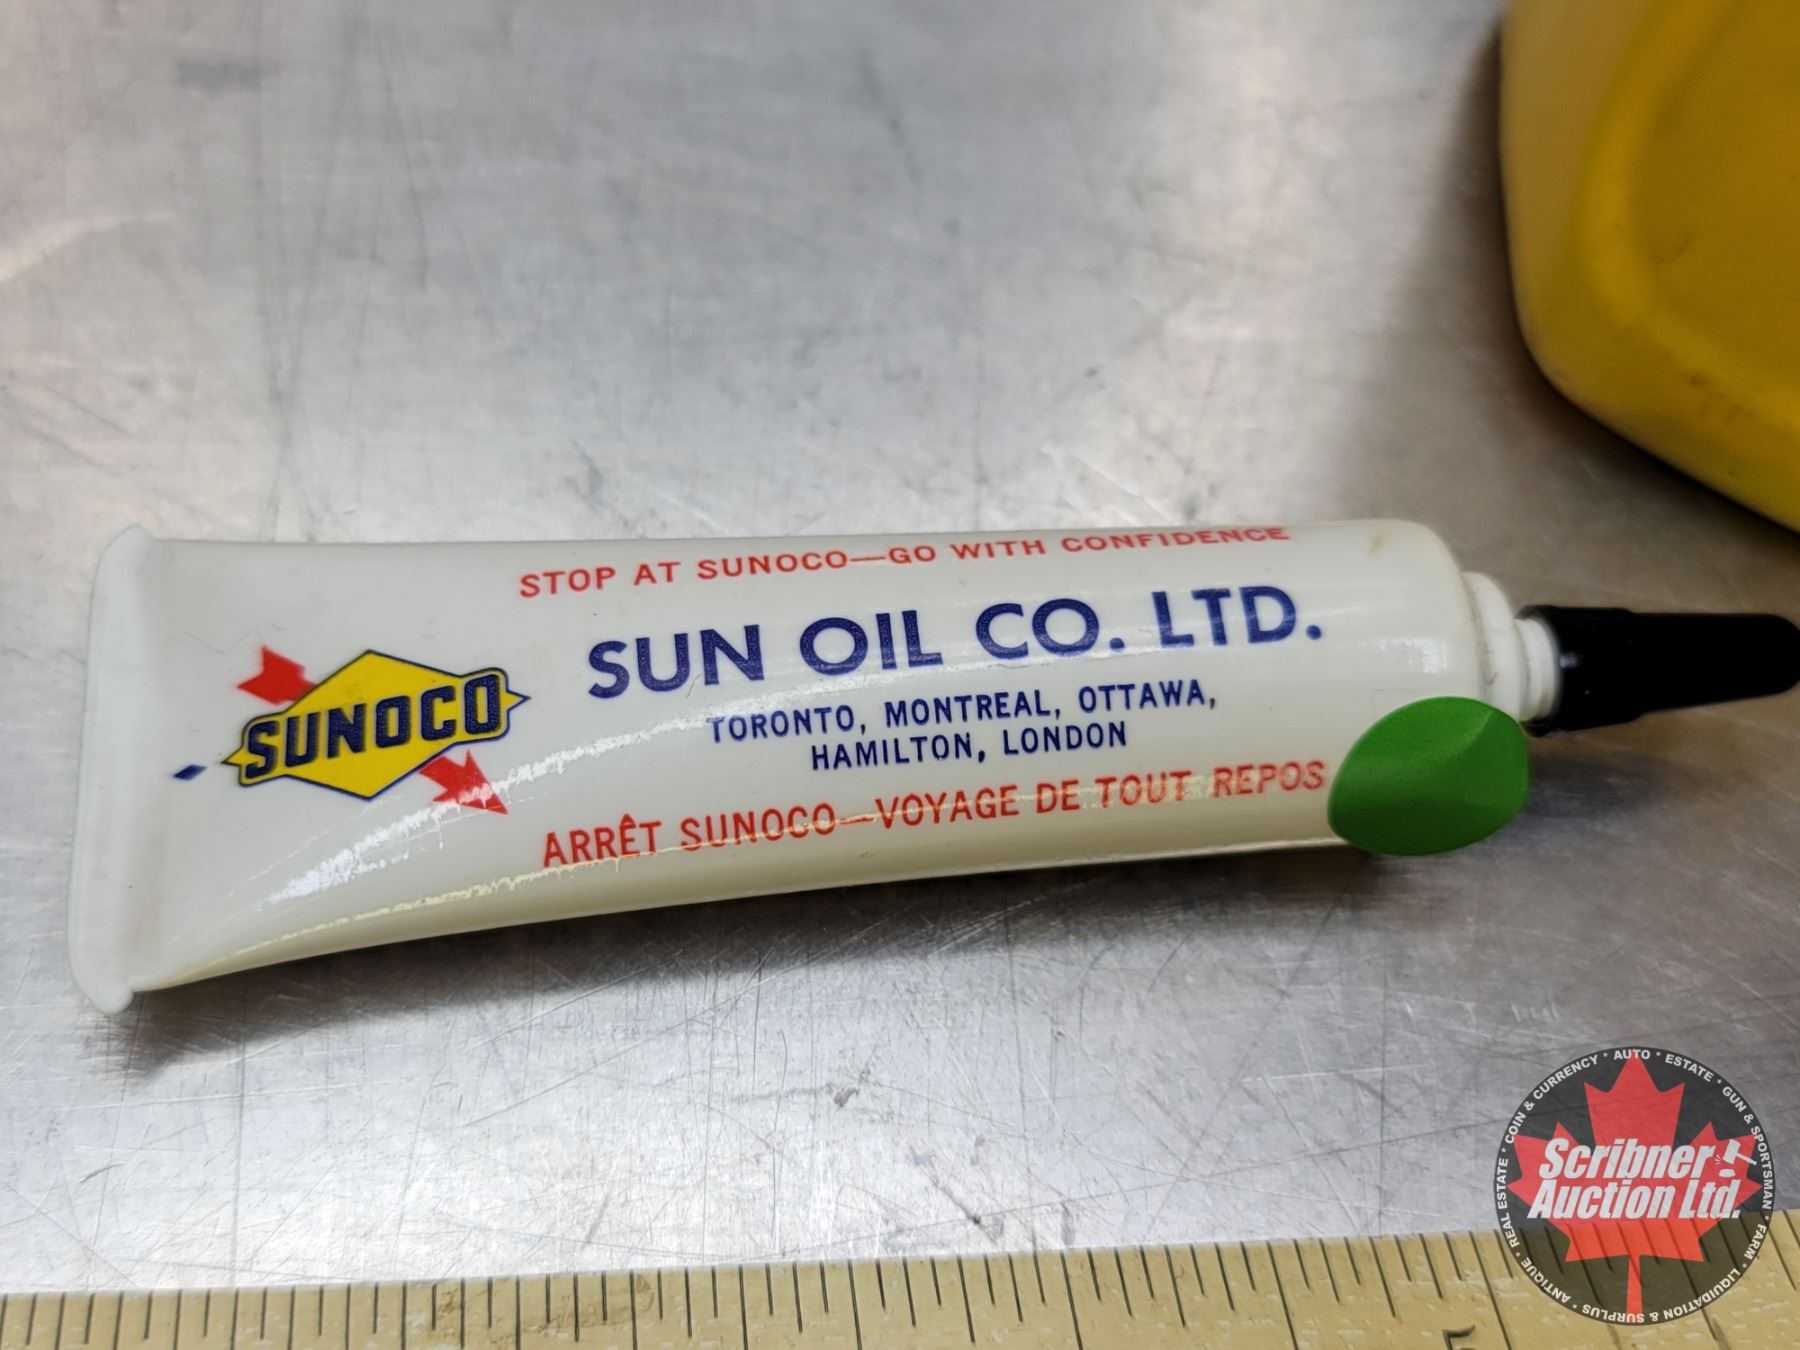 STOP AT SUNOCO—GO WITH CONFIDENCE
SUNOCO
SUN OIL CO. LTD.
TORONTO, MONTREAL, OTTAWA,
HAMILTON, LONDON
ARRÊT SUNOCO—VOYAGE DE TOUT REPOS
5
Scribner
Auction Ltd.
ANTIQUE * REAL ESTATE * COIN & CURRENCY * AUTO * ESTATE * GUN & SPORTSMAN * FARM * LIQUIDATION & SURPLUS *